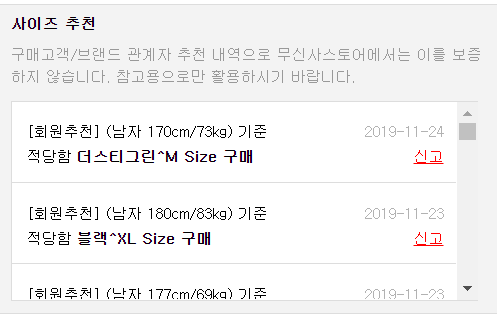 사이즈 추천
구매고객/브랜드 관계자 추천 내역으로 무신사스토어에서는 이를 보증
하지 않습니다. 참고용으로만 활용하시기 바랍니다.
[회원추천] (남자 170cm/73kg) 기준 2019-11-24
적당함 더스티그린^M Size 구매 신고
[회원추천] (남자 180cm/83kg) 기준 2019-11-23
적당함 블랙^XL Size 구매 신고
[회원추천] (남자 177cm/69kg) 기준 2019-11-23